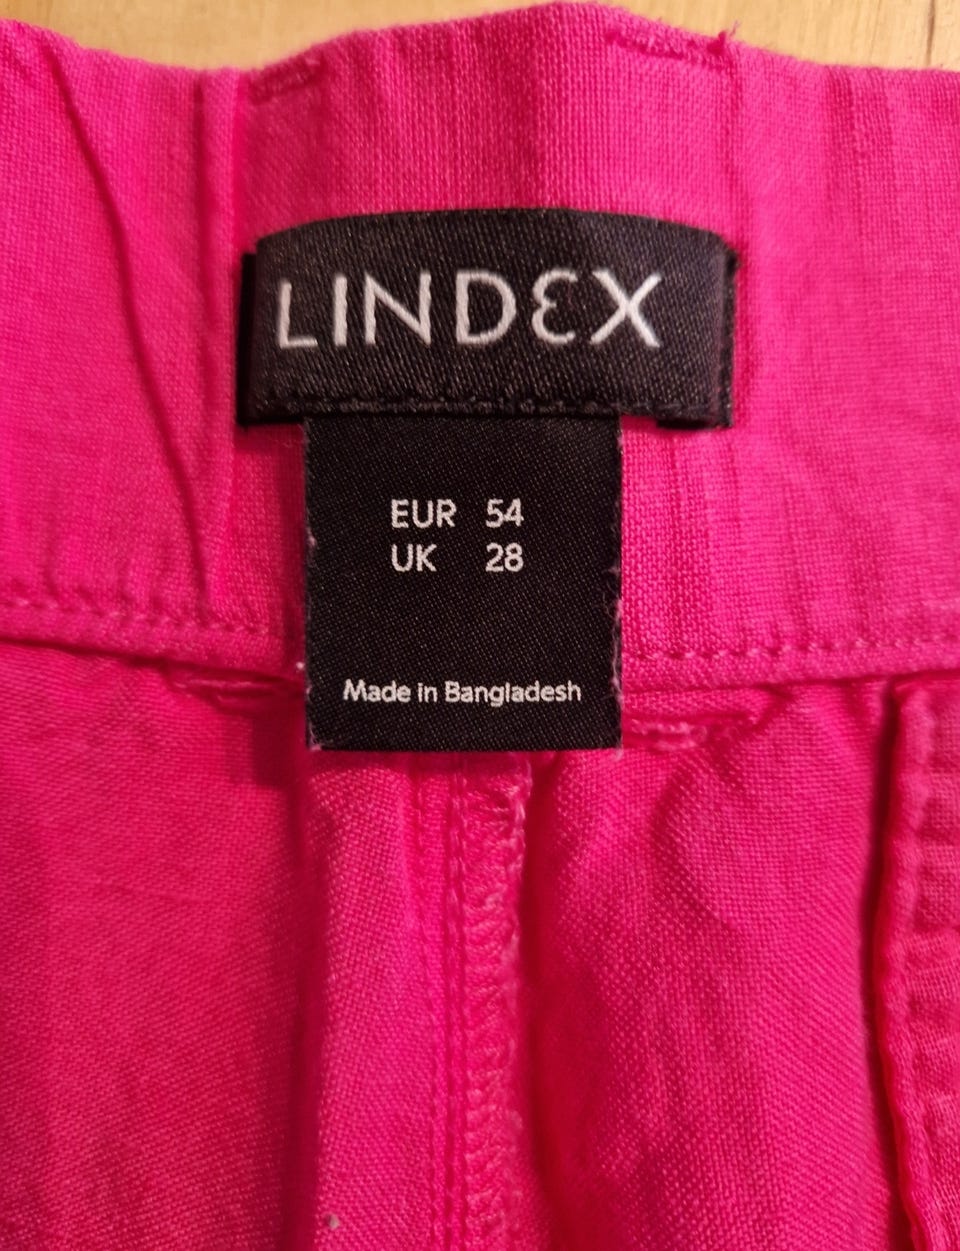 LINDEX
EUR 54
UK 28
Made in Bangladesh